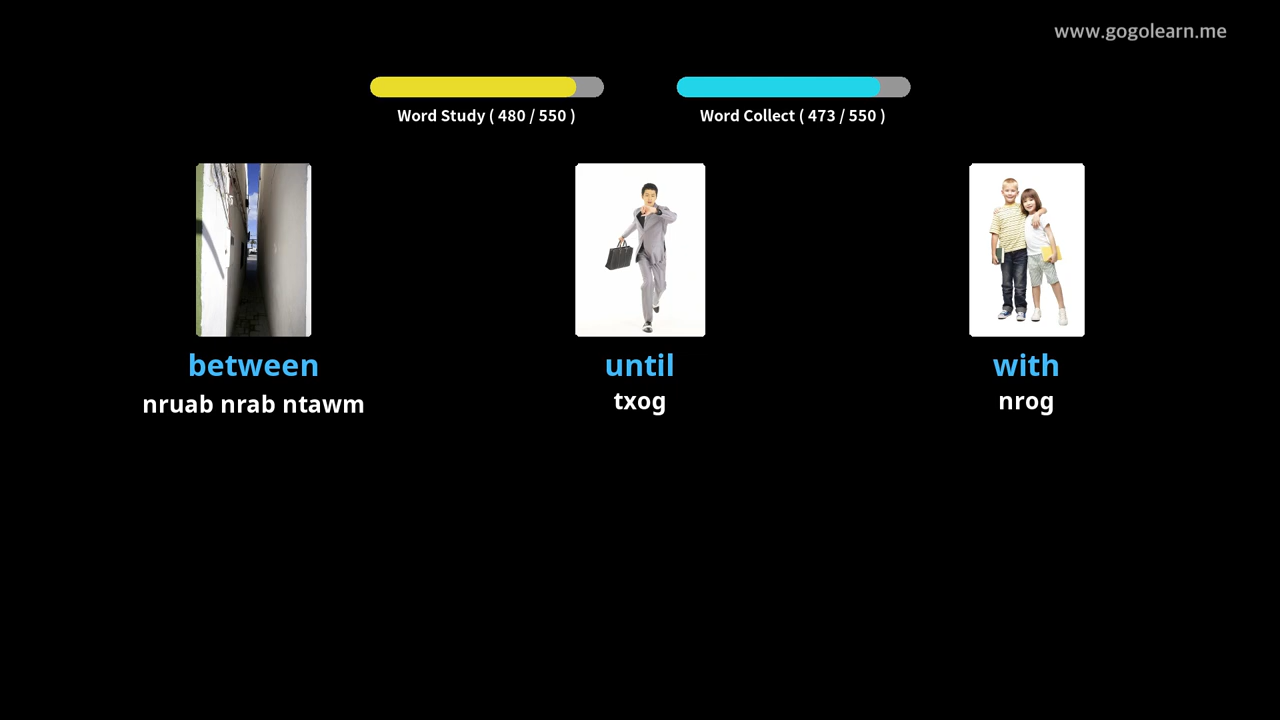 www.gogolearn.me
Word Study ( 480 / 550 )
Word Collect ( 473 / 550 )
between
until
with
nruab nrab ntawm
txog
nrog